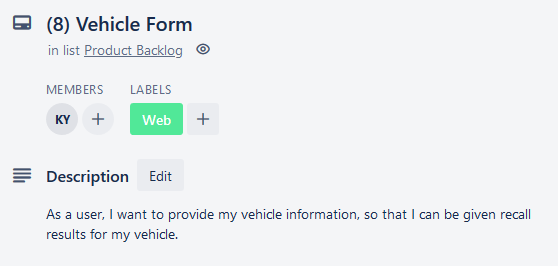 (8) Vehicle Form
in list Product Backlog
MEMBERS LABELS
KY + Web +
Description Edit
As a user, I want to provide my vehicle information, so that I can be given recall
results for my vehicle.